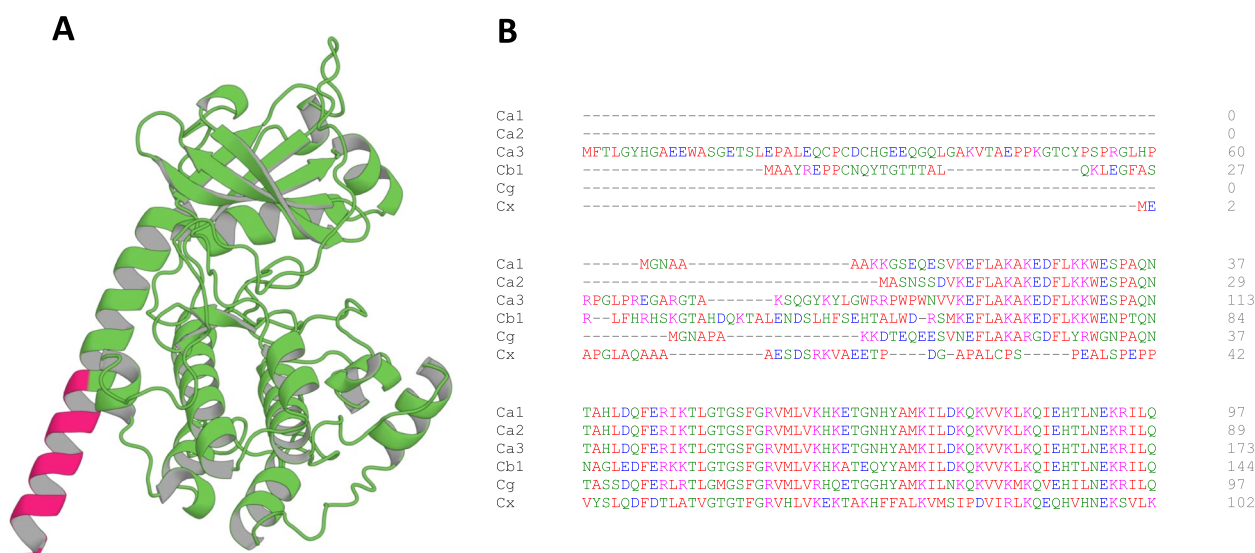 A
B
Ca1 ------------------------------------------------------------ 0
Ca2 ------------------------------------------------------------ 0
Ca3 MFTLGYHGAEEWASGETSLEPALEQCPCDCHGEEQGQLGAKVTAEPPKGTCYPSPRGLHP 60
Cb1 -------------------MAAYREPPCNQYTGTTTAL--------------QKLEGFAS 27
Cg ------------------------------------------------------------ 0
Cx ----------------------------------------------------------ME 2
Ca1 ------MGNAA-----------------AAKKGSEQESVKEFLAKAKEDFLKKWESPAQN 37
Ca2 -------------------------------MASNSSDVKEFLAKAKEDFLKKWESPAQN 29
Ca3 RPGLPREGARGTA-------KSQGYKYLGWRRPWPWNVVKEFLAKAKEDFLKKWESPAQN 113
Cb1 R--LFHRHSKGTAHDQKTALENDSLHFSEHTALWD-RSMKEFLAKAKEDFLKKWENPTQN 84
Cg ---------MGNAPA--------------KKDTEQEESVNEFLAKARGDFLYRWGNPAQN 37
Cx APGLAQAAA----------AESDSRKVAEETP----DG-APALCPS-----PEALSPEPP 42
Ca1 TAHLDQFERIKTLGTGSFGRVMLVKHKETGNHYAMKILDKQKVVKLKQIEHTLNEKRILQ 97
Ca2 TAHLDQFERIKTLGTGSFGRVMLVKHKETGNHYAMKILDKQKVVKLKQIEHTLNEKRILQ 89
Ca3 TAHLDQFERIKTLGTGSFGRVMLVKHKETGNHYAMKILDKQKVVKLKQIEHTLNEKRILQ 173
Cb1 NAGLEDFERKKTLGTGSFGRVMLVKHKATEQYYAMKILDKQKVVKLKQIEHTLNEKRILQ 144
Cg TASSDQFERLRTLGMGSFGRVMLVRHQETGGHYAMKILNKQKVVKMKQVEHILNEKRILQ 97
Cx VYSLQDFDTLATVGTGTFGRVHLVKEKTAKHFFALKVMSIPDVIRLKQEQHVHNEKSVLK 102